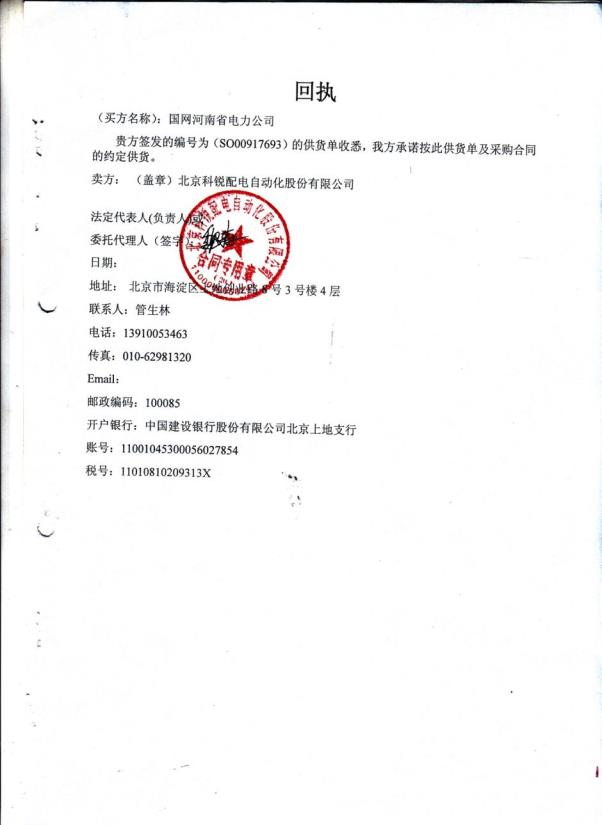 回执
（买方名称）：国网河南省电力公司
贵方签发的编号为（SO00917693）的供货单收悉，我方承诺按此供货单及采购合同
的约定供货。
卖方： （盖章）北京科锐配电自动化股份有限公司
法定代表人(负责人)或
委托代理人（签字）：
日期：
地址： 北京市海淀区上地创业路8号3号楼4层
联系人：管生林
电话：13910053463
传真：010-62981320
Email：
邮政编码：100085
开户银行：中国建设银行股份有限公司北京上地支行
账号：11001045300056027854
税号：11010810209313X
北京科锐配电自动化股份有限公司
合同专用章